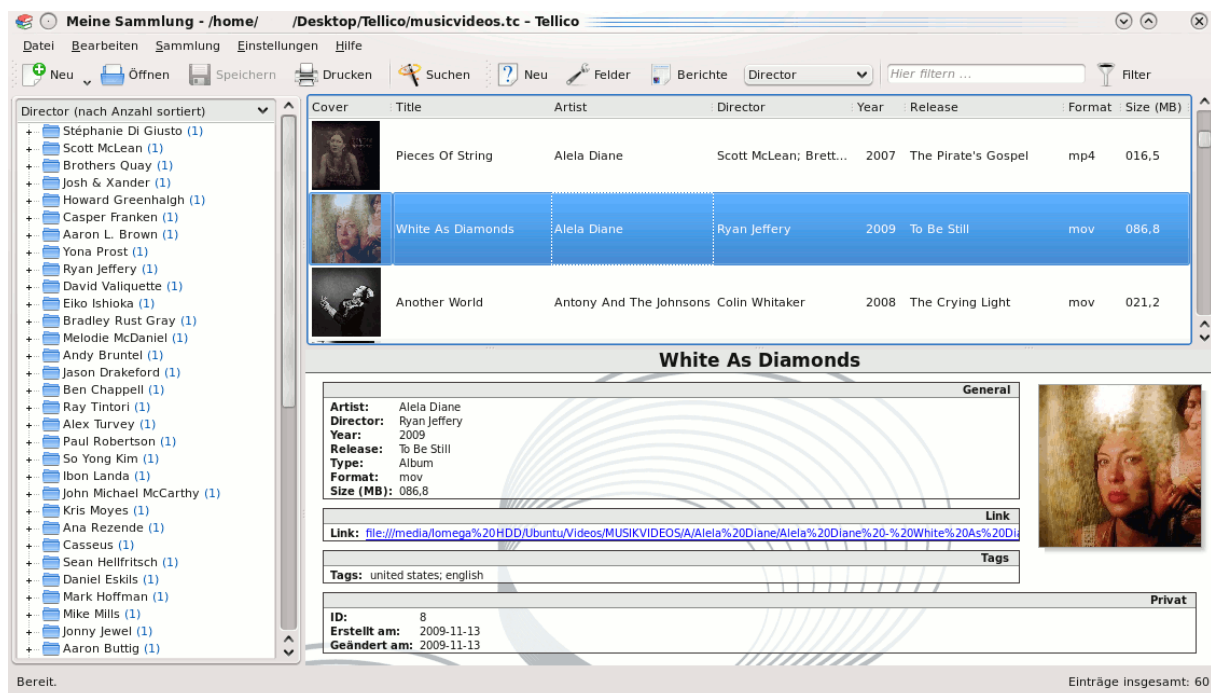 Meine Sammlung - /home/ /Desktop/Tellico/musicvideos.tc - Tellico
Datei Bearbeiten Sammlung Einstellungen Hilfe
Neu Öffnen Speichern Drucken Suchen Neu Felder Berichte Director Hier filtern ... Filter
Director (nach Anzahl sortiert)
Stéphanie Di Giusto (1)
Scott McLean (1)
Brothers Quay (1)
Josh & Xander (1)
Howard Greenhalgh (1)
Casper Franken (1)
Aaron L. Brown (1)
Yona Prost (1)
Ryan Jeffery (1)
David Valiquette (1)
Eiko Ishioka (1)
Bradley Rust Gray (1)
Melodie McDaniel (1)
Andy Bruntel (1)
Jason Drakeford (1)
Ben Chappell (1)
Ray Tintori (1)
Alex Turvey (1)
Paul Robertson (1)
So Yong Kim (1)
Ibon Landa (1)
John Michael McCarthy (1)
Kris Moyes (1)
Ana Rezende (1)
Casseus (1)
Sean Hellfritsch (1)
Daniel Eskils (1)
Mark Hoffman (1)
Mike Mills (1)
Jonny Jewel (1)
Aaron Buttig (1)
Cover Title Artist Director Year Release Format Size (MB)
Pieces Of String Alela Diane Scott McLean; Brett... 2007 The Pirate's Gospel mp4 016,5
White As Diamonds Alela Diane Ryan Jeffery 2009 To Be Still mov 086,8
Another World Antony And The Johnsons Colin Whitaker 2008 The Crying Light mov 021,2
White As Diamonds
General
Artist: Alela Diane
Director: Ryan Jeffery
Year: 2009
Release: To Be Still
Type: Album
Format: mov
Size (MB): 086,8
Link
Link: file:///media/Iomega%20HDD/Ubuntu/Videos/MUSIKVIDEOS/A/Alela%20Diane/Alela%20Diane%20-%20White%20As%20Di
Tags
Tags: united states; english
Privat
ID: 8
Erstellt am: 2009-11-13
Geändert am: 2009-11-13
Bereit. Einträge insgesamt: 60